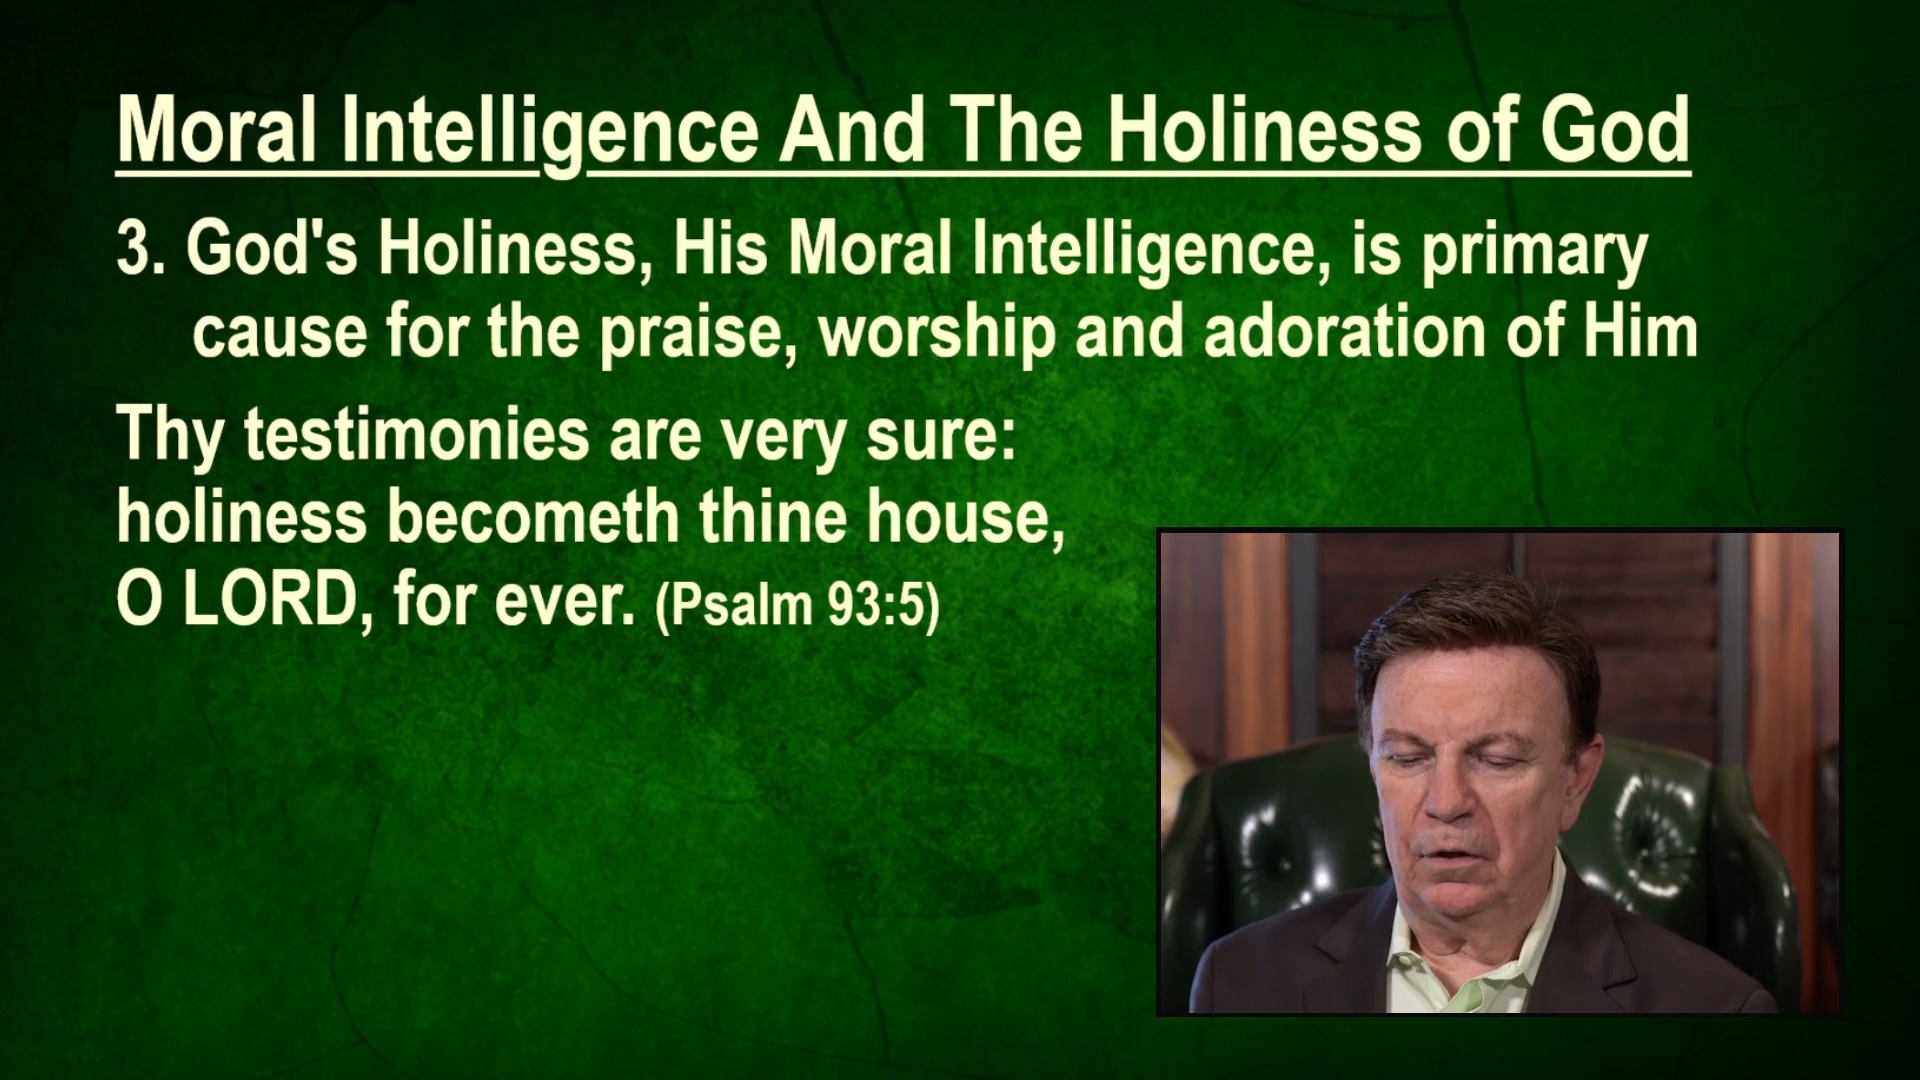 Moral Intelligence And The Holiness of God
3. God's Holiness, His Moral Intelligence, is primary
cause for the praise, worship and adoration of Him
Thy testimonies are very sure:
holiness becometh thine house,
O LORD, for ever. (Psalm 93:5)